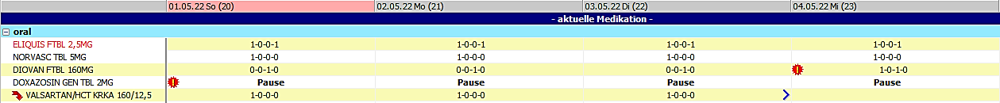 01.05.22 So (20) 02.05.22 Mo (21) 03.05.22 Di (22) 04.05.22 Mi (23)
- aktuelle Medikation -
oral
ELIQUIS FTBL 2,5MG 1-0-0-1 1-0-0-1 1-0-0-1 1-0-0-1
NORVASC TBL 5MG 1-0-0-0 1-0-0-0 1-0-0-0 1-0-0-0
DIOVAN FTBL 160MG 0-0-1-0 0-0-1-0 0-0-1-0 1-0-1-0
DOXAZOSIN GEN TBL 2MG Pause Pause Pause Pause
VALSARTAN/HCT KRKA 160/12,5 1-0-0-0 1-0-0-0 1-0-0-0